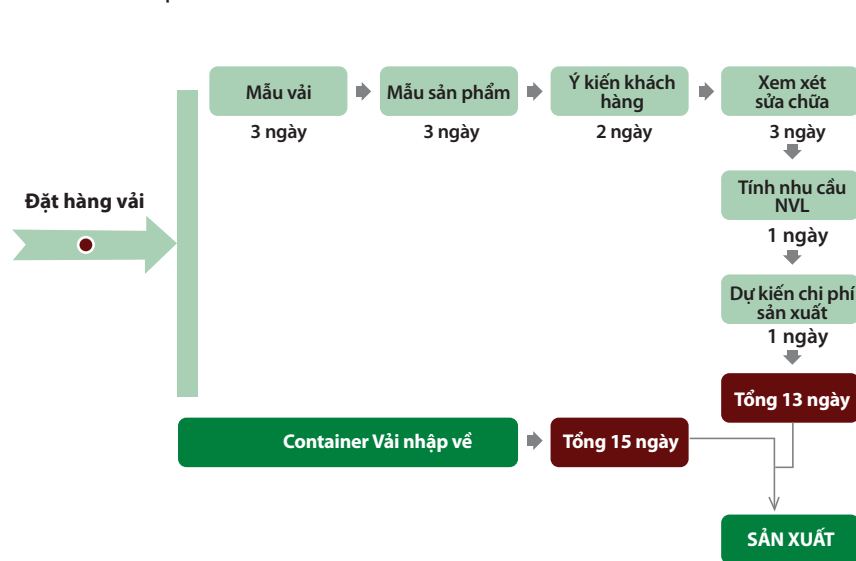 Mẫu vải
Mẫu sản phẩm
Ý kiến khách
hàng
Xem xét
sửa chữa
3 ngày
3 ngày
2 ngày
3 ngày
Đặt hàng vải
Tính nhu cầu
NVL
1 ngày
Dự kiến chi phí
sản xuất
1 ngày
Tổng 13 ngày
Container Vải nhập về
Tổng 15 ngày
SẢN XUẤT